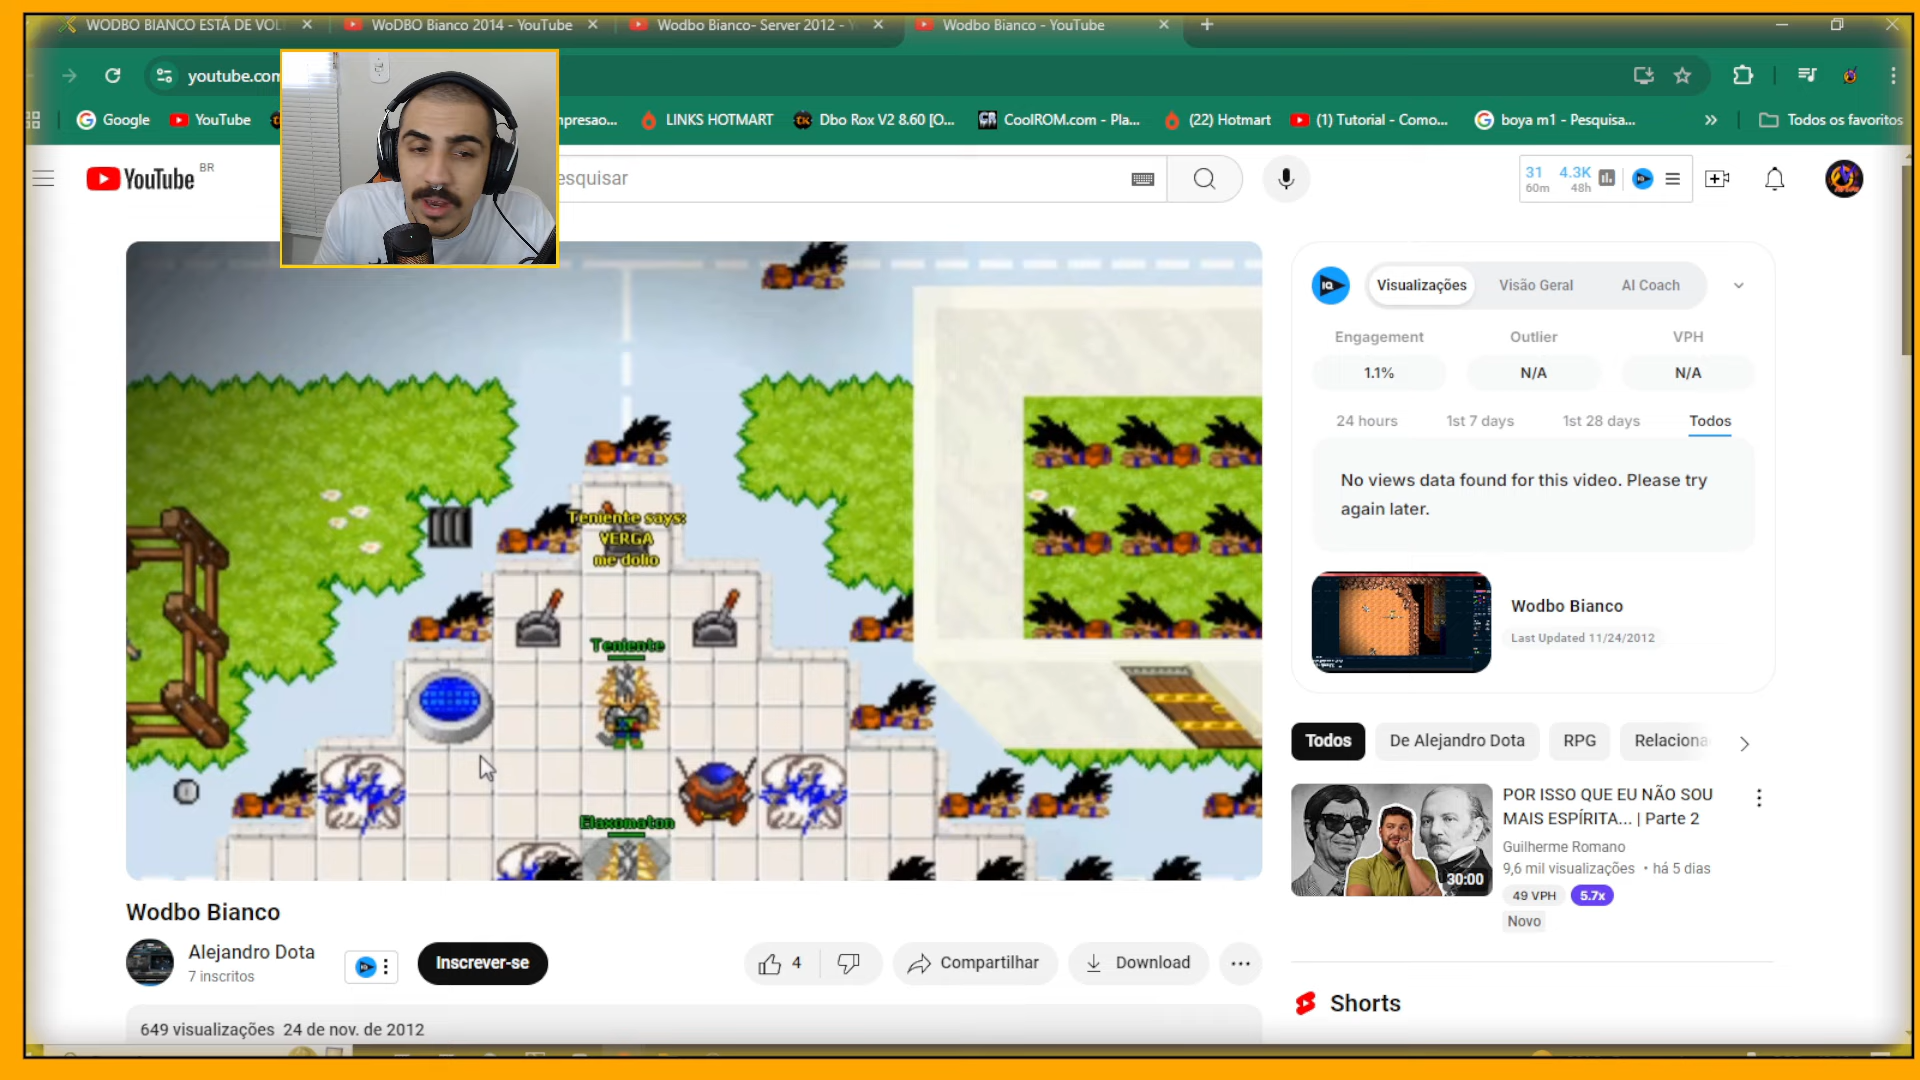 WODBO BIANCO ESTÁ DE VOL
WoDBO Bianco 2014 - YouTube
Wodbo Bianco- Server 2012 -
Wodbo Bianco - YouTube
youtube.com
Google
YouTube
mpresao...
LINKS HOTMART
Dbo Rox V2 8.60 [O...
CoolROM.com - Pla...
(22) Hotmart
(1) Tutorial - Como...
boya m1 - Pesquisa...
Todos os favoritos
YouTube BR
esquisar
31
60m
4.3K
48h
Teniente says:
VERGA
me dolio
Teniente
Elaxomaton
IQ
Visualizações
Visão Geral
AI Coach
Engagement
Outlier
VPH
1.1%
N/A
N/A
24 hours
1st 7 days
1st 28 days
Todos
No views data found for this video. Please try
again later.
Wodbo Bianco
Last Updated 11/24/2012
Todos
De Alejandro Dota
RPG
Relaciona
POR ISSO QUE EU NÃO SOU
MAIS ESPÍRITA... | Parte 2
Guilherme Romano
9,6 mil visualizações • há 5 dias
30:00
49 VPH
5.7x
Novo
Wodbo Bianco
Alejandro Dota
7 inscritos
Inscrever-se
4
Compartilhar
Download
649 visualizações 24 de nov. de 2012
Shorts